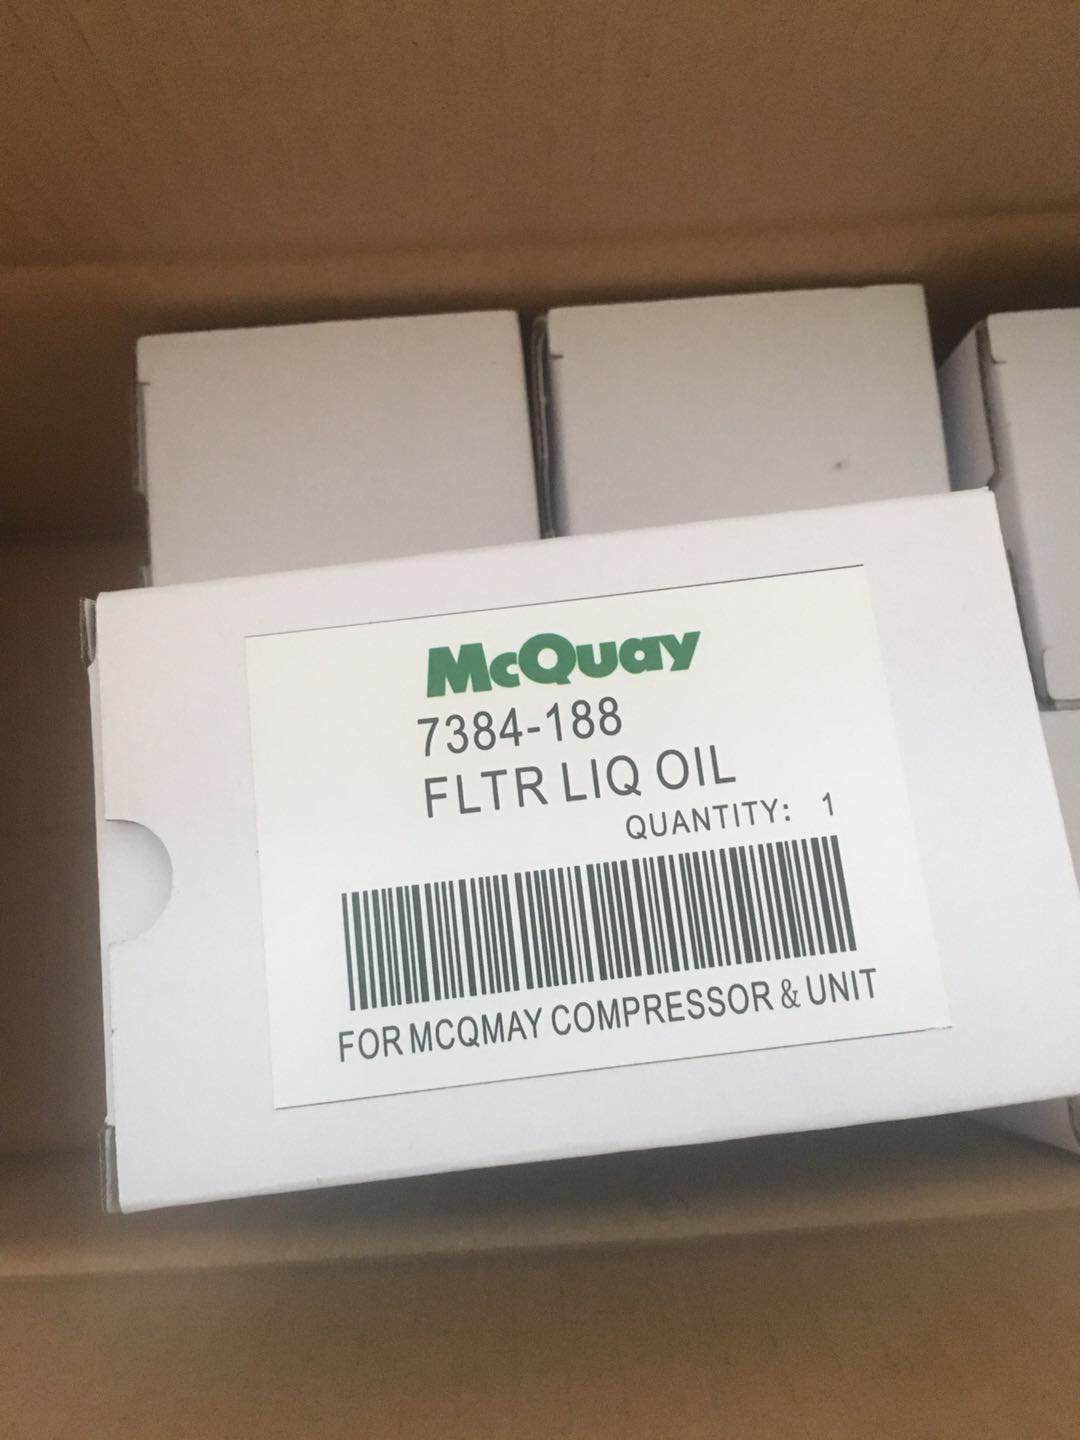 McQuay
7384-188
FLTR LIQ OIL
QUANTITY: 1
FOR MCQMAY COMPRESSOR & UNIT